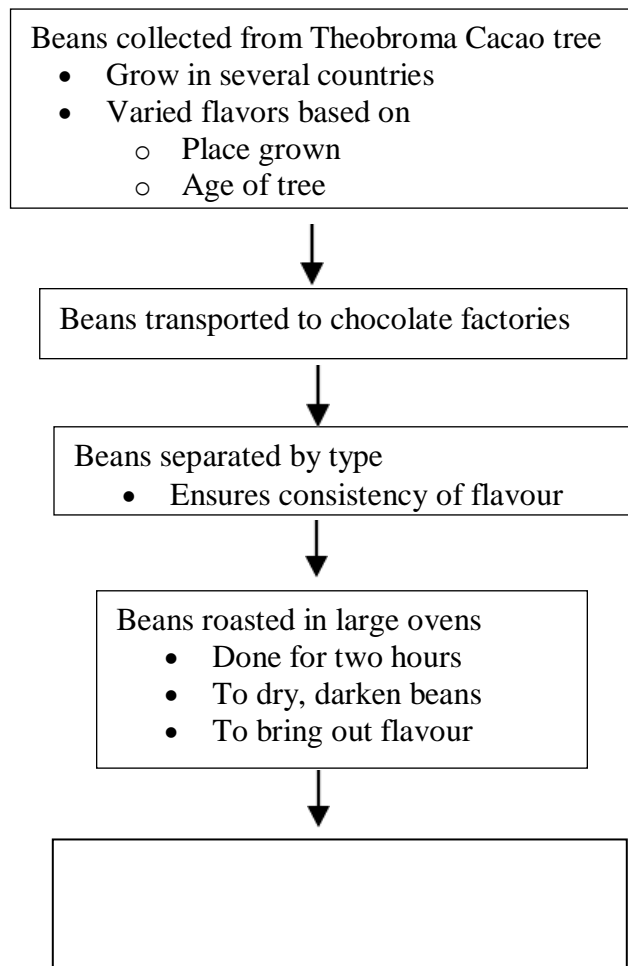 Beans collected from Theobroma Cacao tree
• Grow in several countries
• Varied flavors based on
o Place grown
o Age of tree
Beans transported to chocolate factories
Beans separated by type
• Ensures consistency of flavour
Beans roasted in large ovens
• Done for two hours
• To dry, darken beans
• To bring out flavour